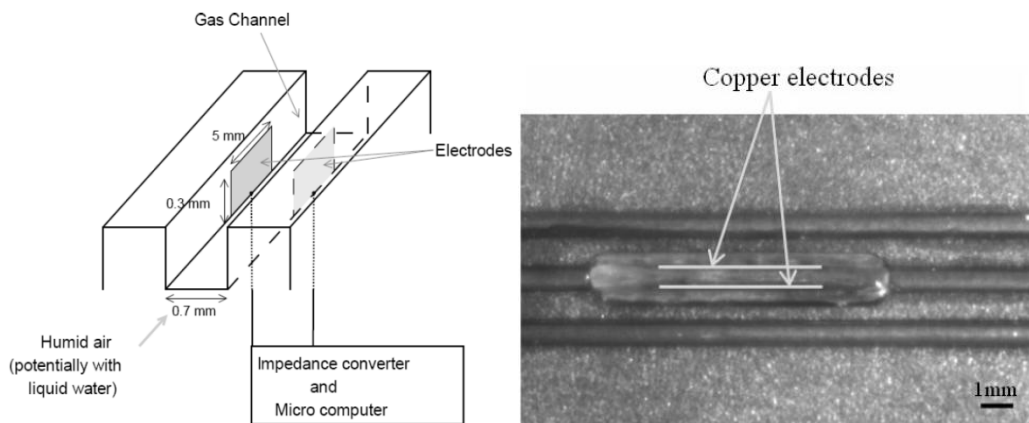 Gas Channel
5 mm
Electrodes
0.3 mm
0.7 mm
Humid air
(potentially with
liquid water)
Impedance converter
and
Micro computer
Copper electrodes
1mm